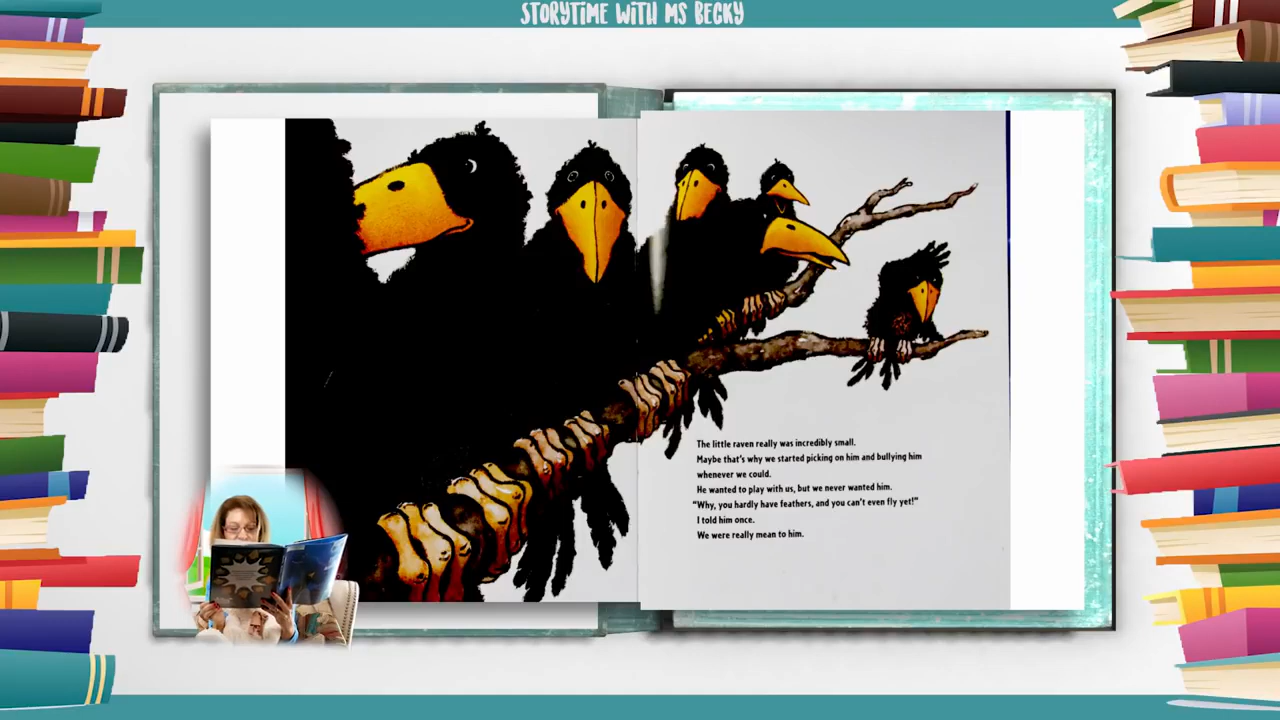 STORYTIME WITH MS BECKY
The little raven really was incredibly small.
Maybe that's why we started picking on him and bullying him
whenever we could.
He wanted to play with us, but we never wanted him.
"Why, you hardly have feathers, and you can't even fly yet!"
I told him once.
We were really mean to him.